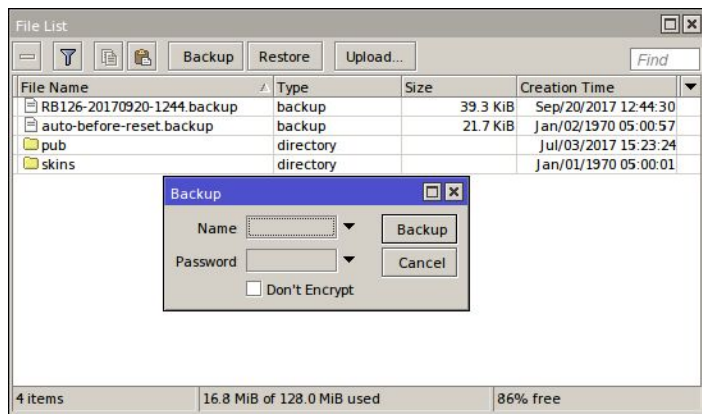 File List
Backup Restore Upload... Find
File Name Type Size Creation Time
RB126-20170920-1244.backup backup 39.3 KiB Sep/20/2017 12:44:30
auto-before-reset.backup backup 21.7 KiB Jan/02/1970 05:00:57
pub directory Jul/03/2017 15:23:24
skins directory Jan/01/1970 05:00:01
Backup
Name Backup
Password Cancel
Don't Encrypt
4 items 16.8 MiB of 128.0 MiB used 86% free